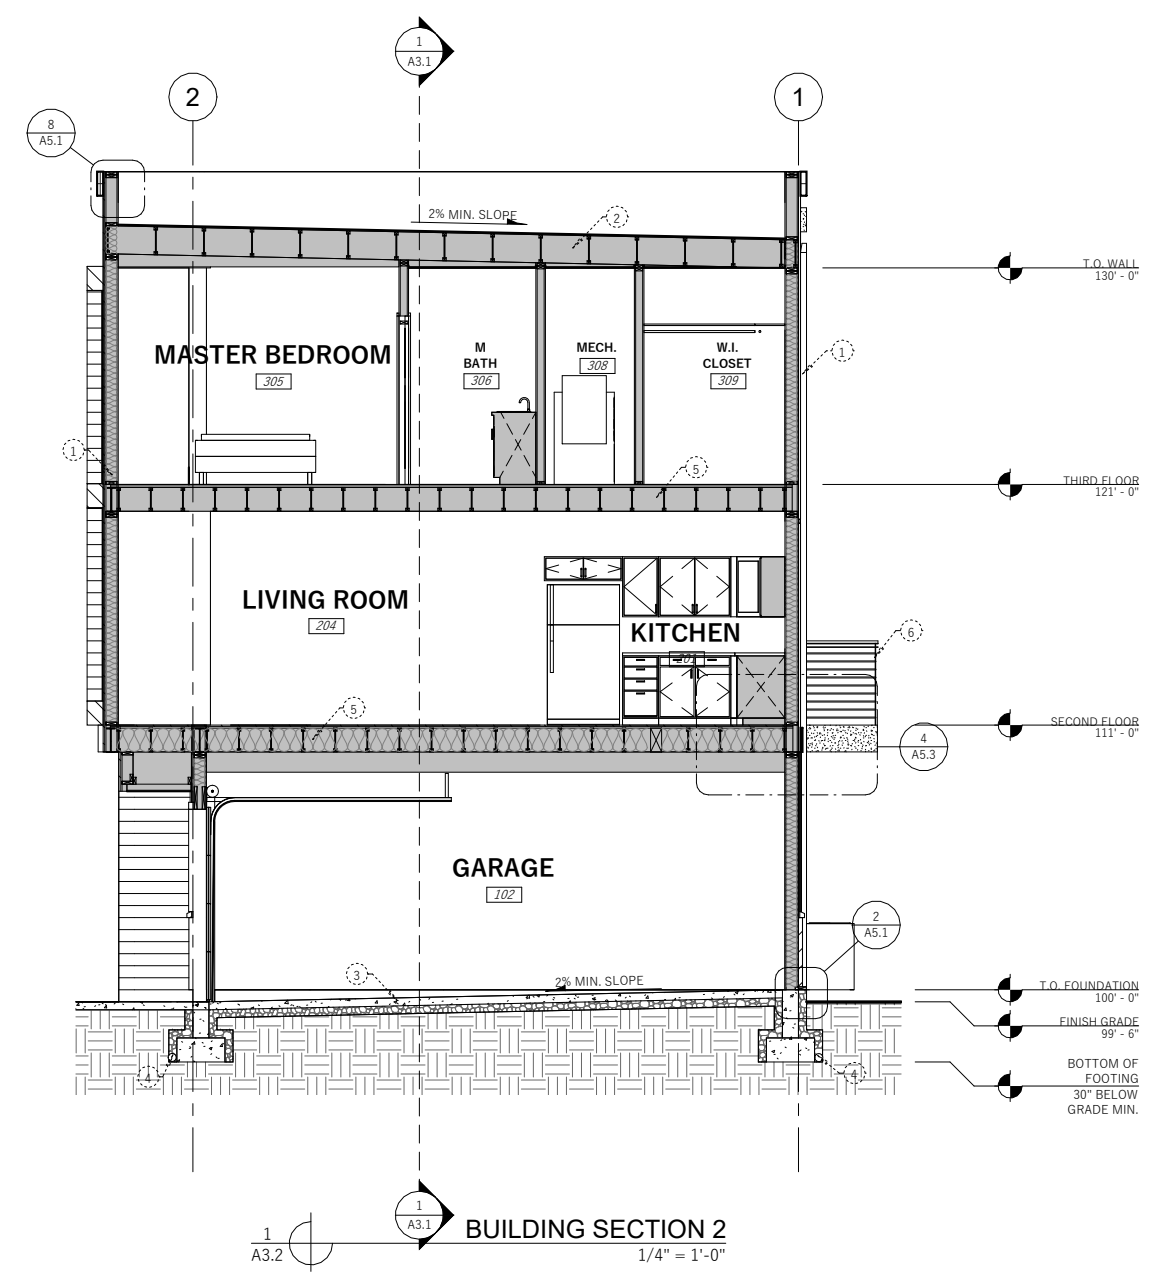 1
A3.1
2
1
8
A5.1
2% MIN. SLOPE
2
T.O. WALL
130' - 0"
MASTER BEDROOM
305
M
BATH
306
MECH.
308
W.I.
CLOSET
309
1
1
5
THIRD FLOOR
121' - 0"
LIVING ROOM
204
KITCHEN
201
6
5
SECOND FLOOR
111' - 0"
4
A5.3
GARAGE
102
2
A5.1
3
2% MIN. SLOPE
T.O. FOUNDATION
100' - 0"
FINISH GRADE
99' - 6"
4
4
BOTTOM OF
FOOTING
30" BELOW
GRADE MIN.
1
A3.1
1
A3.2
BUILDING SECTION 2
1/4" = 1'-0"